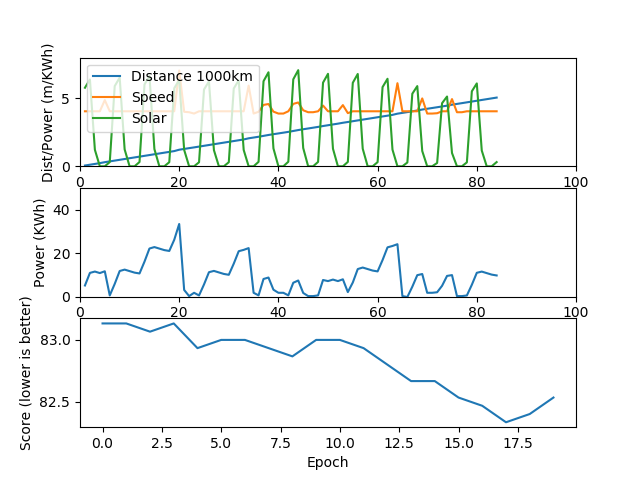 Dist/Power (m/KWh)
5
0
Distance 1000km
Speed
Solar
0 20 40 60 80 100
Power (KWh)
40
20
0
0 20 40 60 80 100
Score (lower is better)
83.0
82.5
0.0 2.5 5.0 7.5 10.0 12.5 15.0 17.5
Epoch